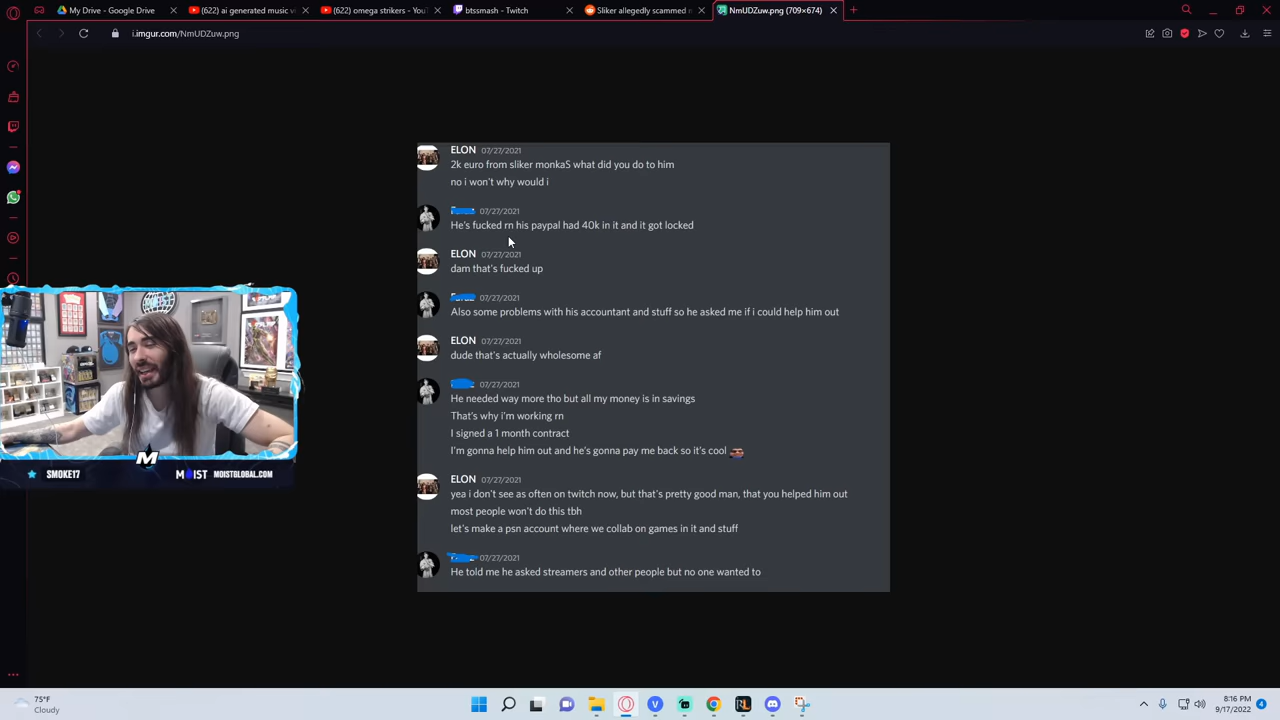 My Drive - Google Drive
(622) ai generated music vi
(622) omega strikers - YouT
btssmash - Twitch
Sliker allegedly scammed m
NmUDZuw.png (709×674)
i.imgur.com/NmUDZuw.png
ELON 07/27/2021
2k euro from sliker monkaS what did you do to him
no i won't why would i
07/27/2021
He's fucked rn his paypal had 40k in it and it got locked
ELON 07/27/2021
dam that's fucked up
07/27/2021
Also some problems with his accountant and stuff so he asked me if i could help him out
ELON 07/27/2021
dude that's actually wholesome af
07/27/2021
He needed way more tho but all my money is in savings
That's why i'm working rn
I signed a 1 month contract
I'm gonna help him out and he's gonna pay me back so it's cool
ELON 07/27/2021
yea i don't see as often on twitch now, but that's pretty good man, that you helped him out
most people won't do this tbh
let's make a psn account where we collab on games in it and stuff
07/27/2021
He told me he asked streamers and other people but no one wanted to
SMOKE17
M
MOIST MOISTGLOBAL.COM
75°F
Cloudy
8:16 PM
9/17/2022